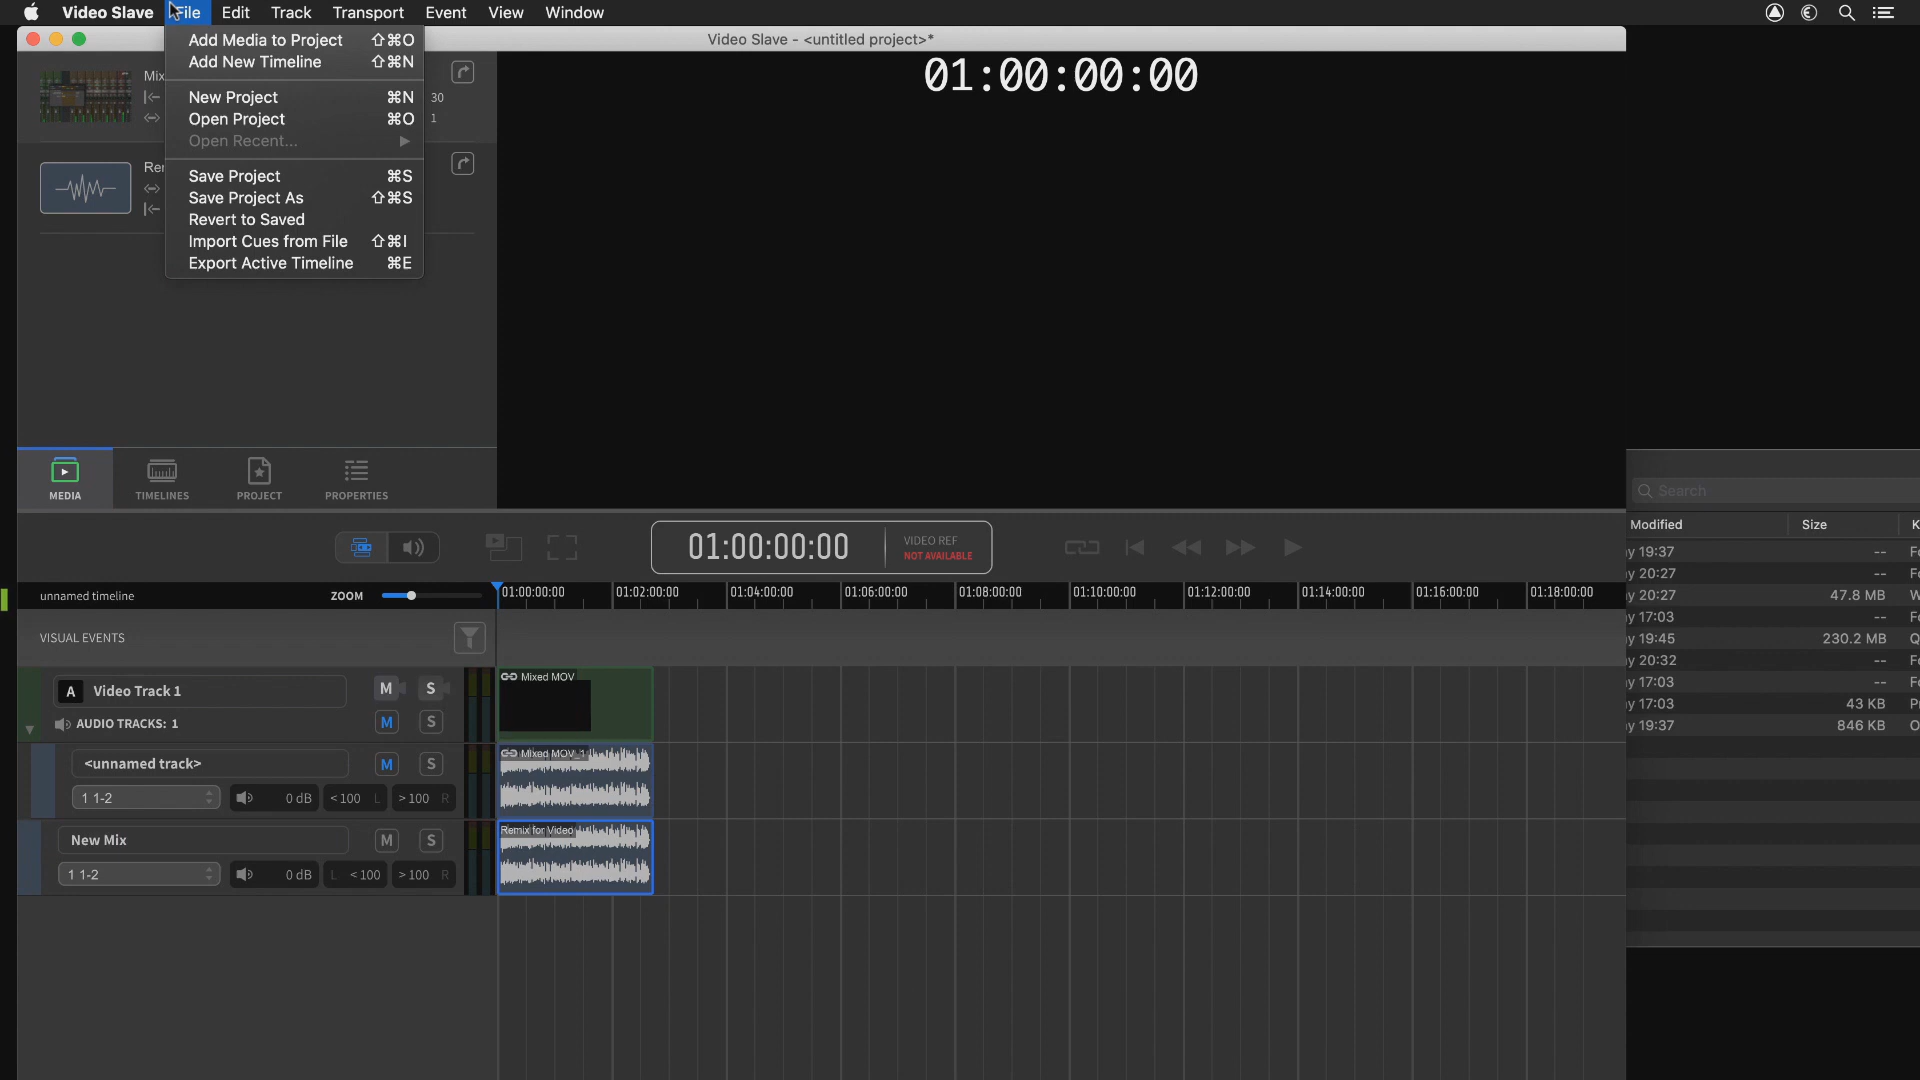 Video Slave File Edit Track Transport Event View Window
Video Slave - <untitled project>*
Add Media to Project ⇧⌘O
Add New Timeline ⇧⌘N
New Project ⌘N
Open Project ⌘O
Open Recent... ▶
Save Project ⌘S
Save Project As ⇧⌘S
Revert to Saved
Import Cues from File ⇧⌘I
Export Active Timeline ⌘E
Mix
30
1
Rem
01:00:00:00
MEDIA TIMELINES PROJECT PROPERTIES
Search
Modified Size
y 19:37 --
y 20:27 --
y 20:27 47.8 MB
y 17:03 --
y 19:45 230.2 MB
y 20:32 --
y 17:03 --
y 17:03 43 KB
y 19:37 846 KB
01:00:00:00 VIDEO REF
NOT AVAILABLE
unnamed timeline ZOOM 01:00:00:00 01:02:00:00 01:04:00:00 01:06:00:00 01:08:00:00 01:10:00:00 01:12:00:00 01:14:00:00 01:16:00:00 01:18:00:00
VISUAL EVENTS
A Video Track 1 M S Mixed MOV
AUDIO TRACKS: 1 M S
<unnamed track> M S Mixed MOV_1
1 1-2 0 dB <100 L >100 R
New Mix M S Remix for Video
1 1-2 0 dB L <100 >100 R